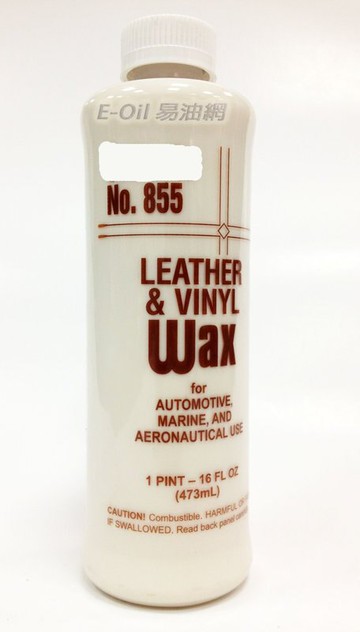 E-Oil 易油網
No. 855
LEATHER
& VINYL
Wax
for
AUTOMOTIVE,
MARINE, AND
AERONAUTICAL USE
1 PINT – 16 FL OZ
(473mL)
CAUTION! Combustible. HARMFUL
IF SWALLOWED. Read back panel